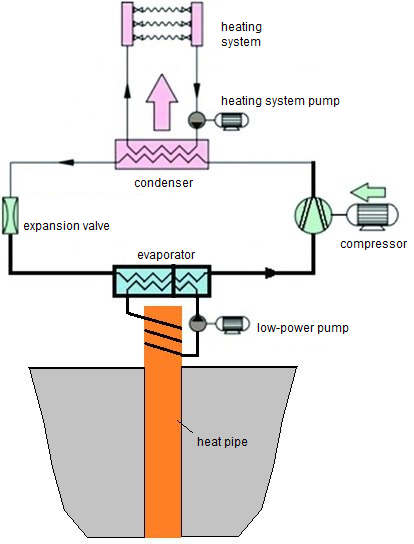 heating
system
heating system pump
condenser
expansion valve
compressor
evaporator
low-power pump
heat pipe